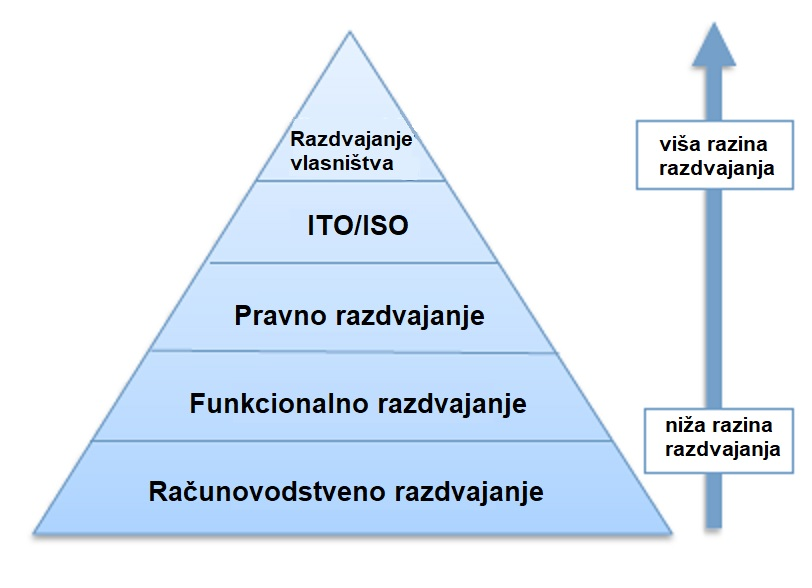 Razdvajanje
vlasništva
ITO/ISO
Pravno razdvajanje
Funkcionalno razdvajanje
Računovodstveno razdvajanje
viša razina
razdvajanja
niža razina
razdvajanja